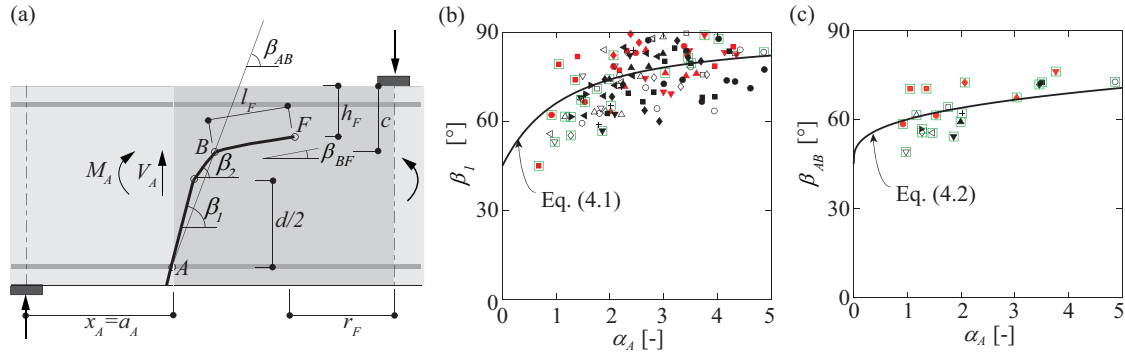 (a)
β_AB
l_F
F
h_F
c
B
β_BF
β_2
M_A
V_A
β_1
d/2
A
x_A=a_A
r_F
(b)
90
60
30
0
β_1 [°]
Eq. (4.1)
0 1 2 3 4 5
α_A [-]
(c)
90
60
30
0
β_AB [°]
Eq. (4.2)
0 1 2 3 4 5
α_A [-]